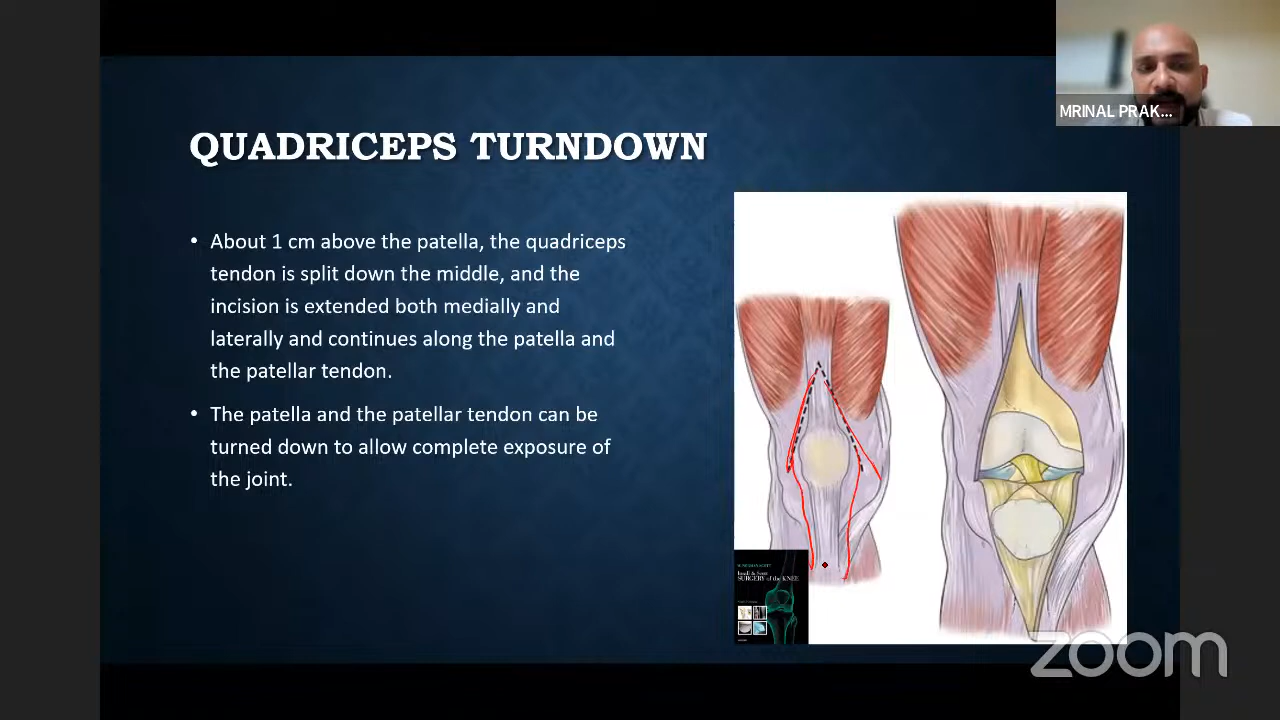 MRINAL PRAK...
QUADRICEPS TURNDOWN
• About 1 cm above the patella, the quadriceps
tendon is split down the middle, and the
incision is extended both medially and
laterally and continues along the patella and
the patellar tendon.
• The patella and the patellar tendon can be
turned down to allow complete exposure of
the joint.
SURGERY of the KNEE
zoom